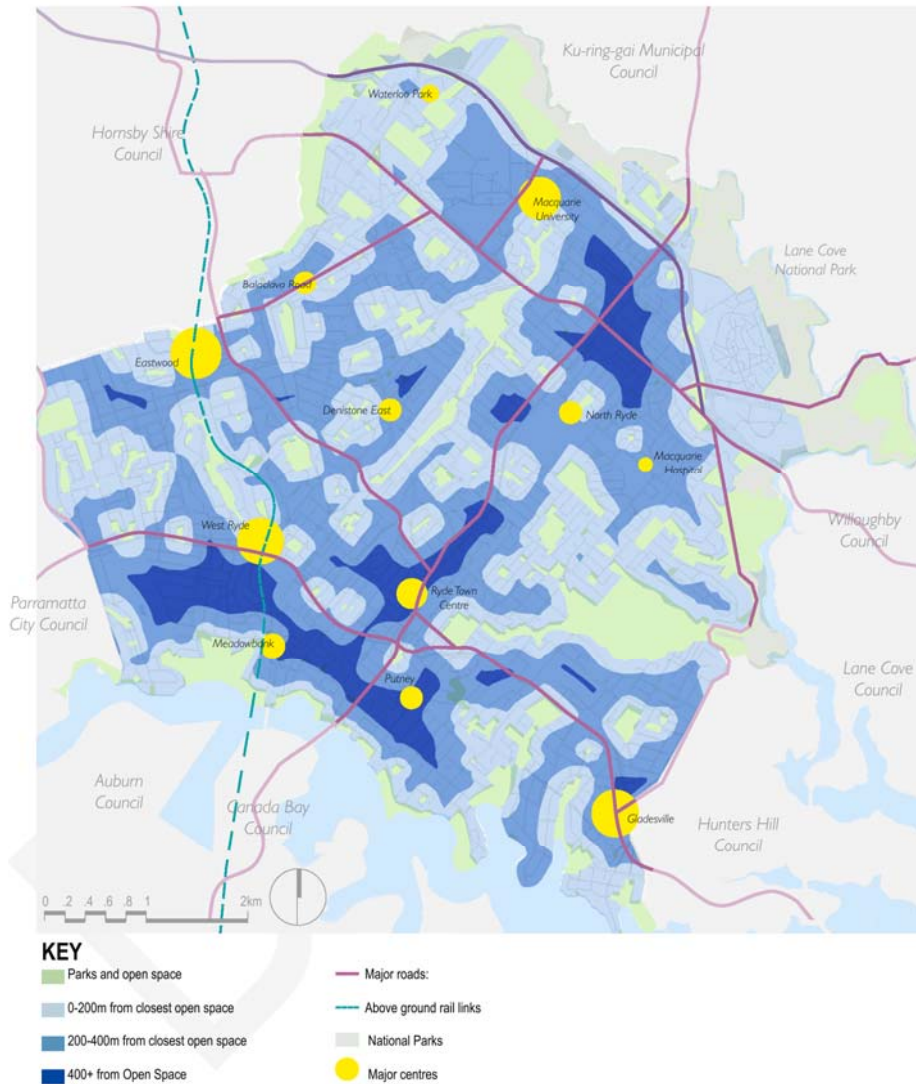 Ku-ring-gai Municipal
Council
Waterloo Park
Hornsby Shire
Council
Macquarie
University
Lane Cove
National Park
Balaclava Road
Eastwood
Denistone East
North Ryde
Macquarie
Hospital
West Ryde
Willoughby
Council
Ryde Town
Centre
Parramatta
City Council
Meadowbank
Lane Cove
Council
Putney
Auburn
Council
Canada Bay
Council
Gladesville
Hunters Hill
Council
0 .2 .4 .6 .8 1 2km
KEY
Parks and open space
Major roads:
0-200m from closest open space
Above ground rail links
200-400m from closest open space
National Parks
400+ from Open Space
Major centres